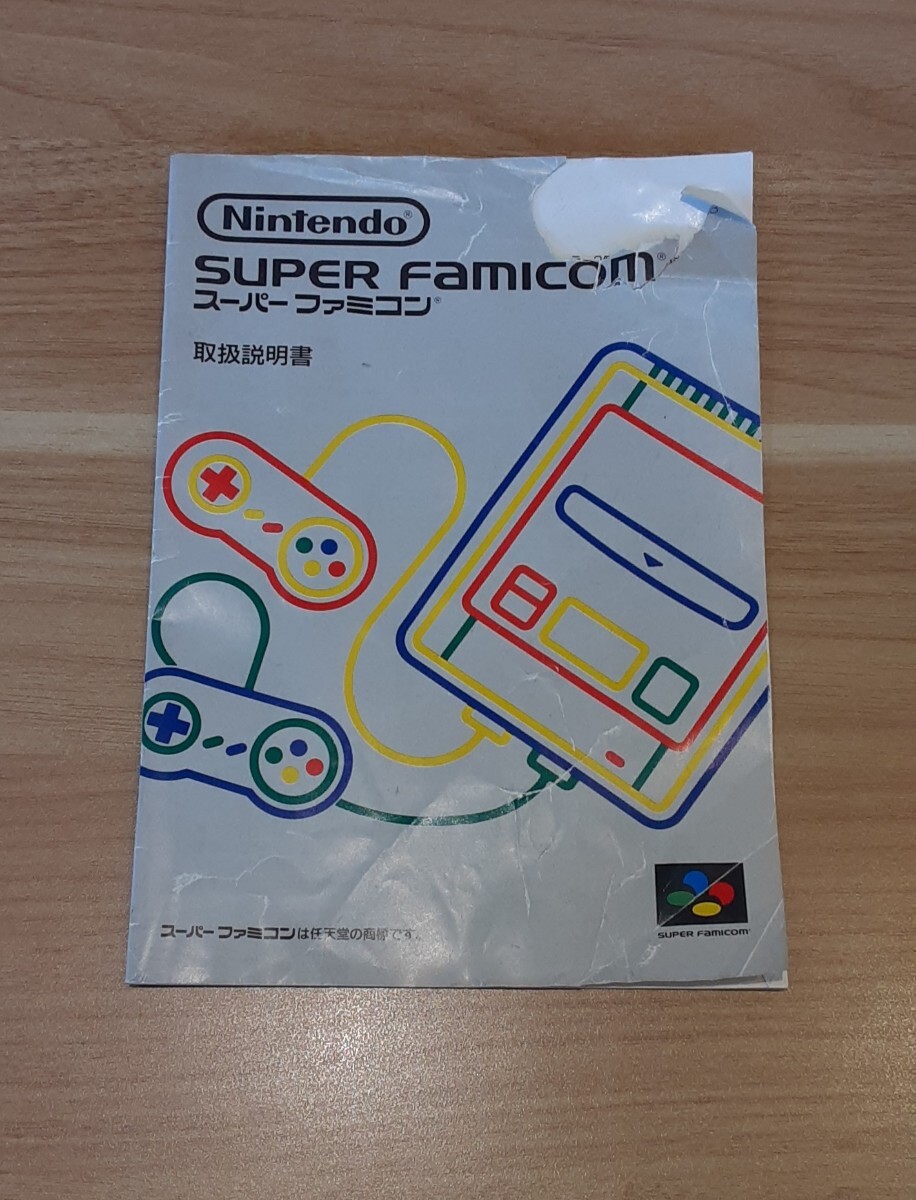 Nintendo®
SUPER FAMICOM®
スーパーファミコン®
取扱説明書
スーパーファミコンは任天堂の商標です。
SUPER FAMICOM